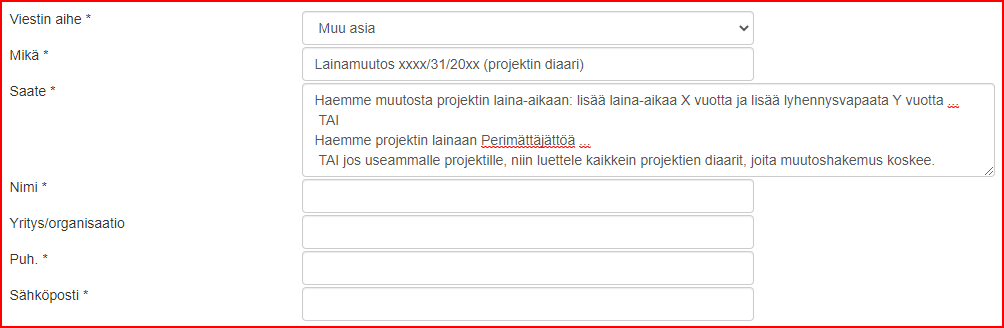 Viestin aihe *
Muu asia
Mikä *
Lainamuutos xxxx/31/20xx (projektin diaari)
Saate *
Haemme muutosta projektin laina-aikaan: lisää laina-aikaa X vuotta ja lisää lyhennysvapaata Y vuotta ...
TAI
Haemme projektin lainaan Perimättäjättöä ...
TAI jos useammalle projektille, niin luettele kaikkein projektien diaarit, joita muutoshakemus koskee.
Nimi *
Yritys/organisaatio
Puh. *
Sähköposti *